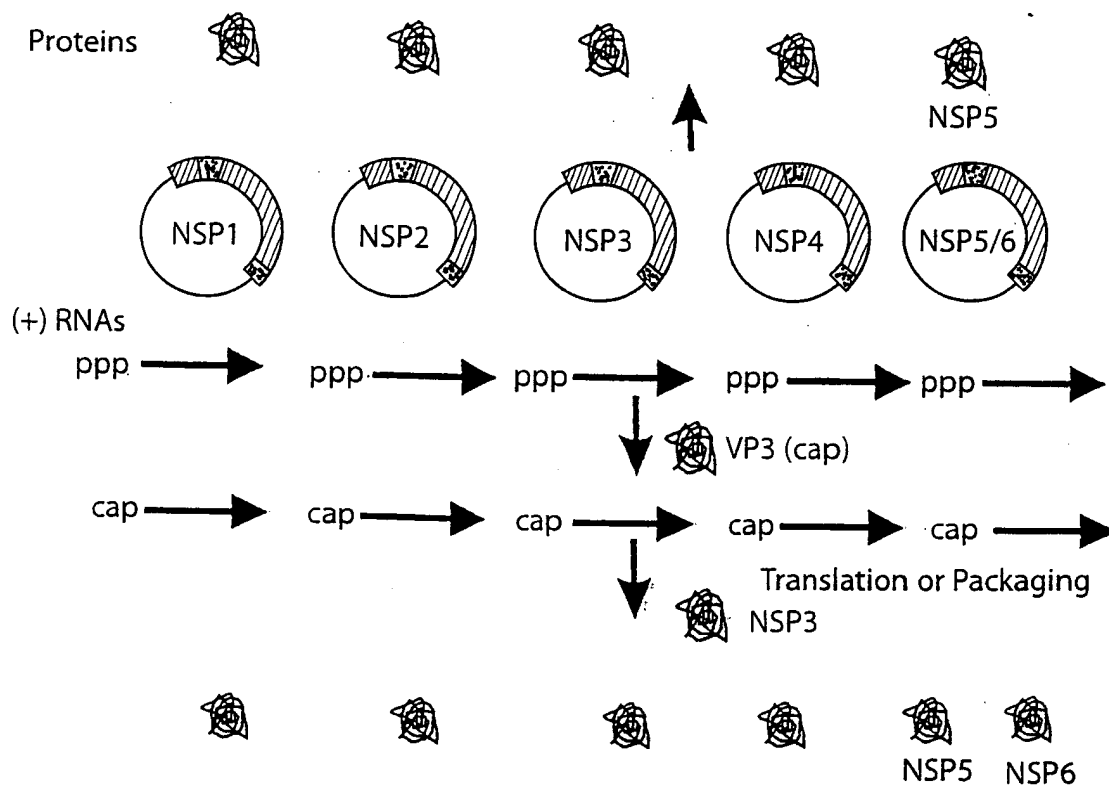 Proteins
NSP5
NSP1 NSP2 NSP3 NSP4 NSP5/6
(+) RNAs
ppp ppp ppp ppp ppp
VP3 (cap)
cap cap cap cap cap
Translation or Packaging
NSP3
NSP5 NSP6